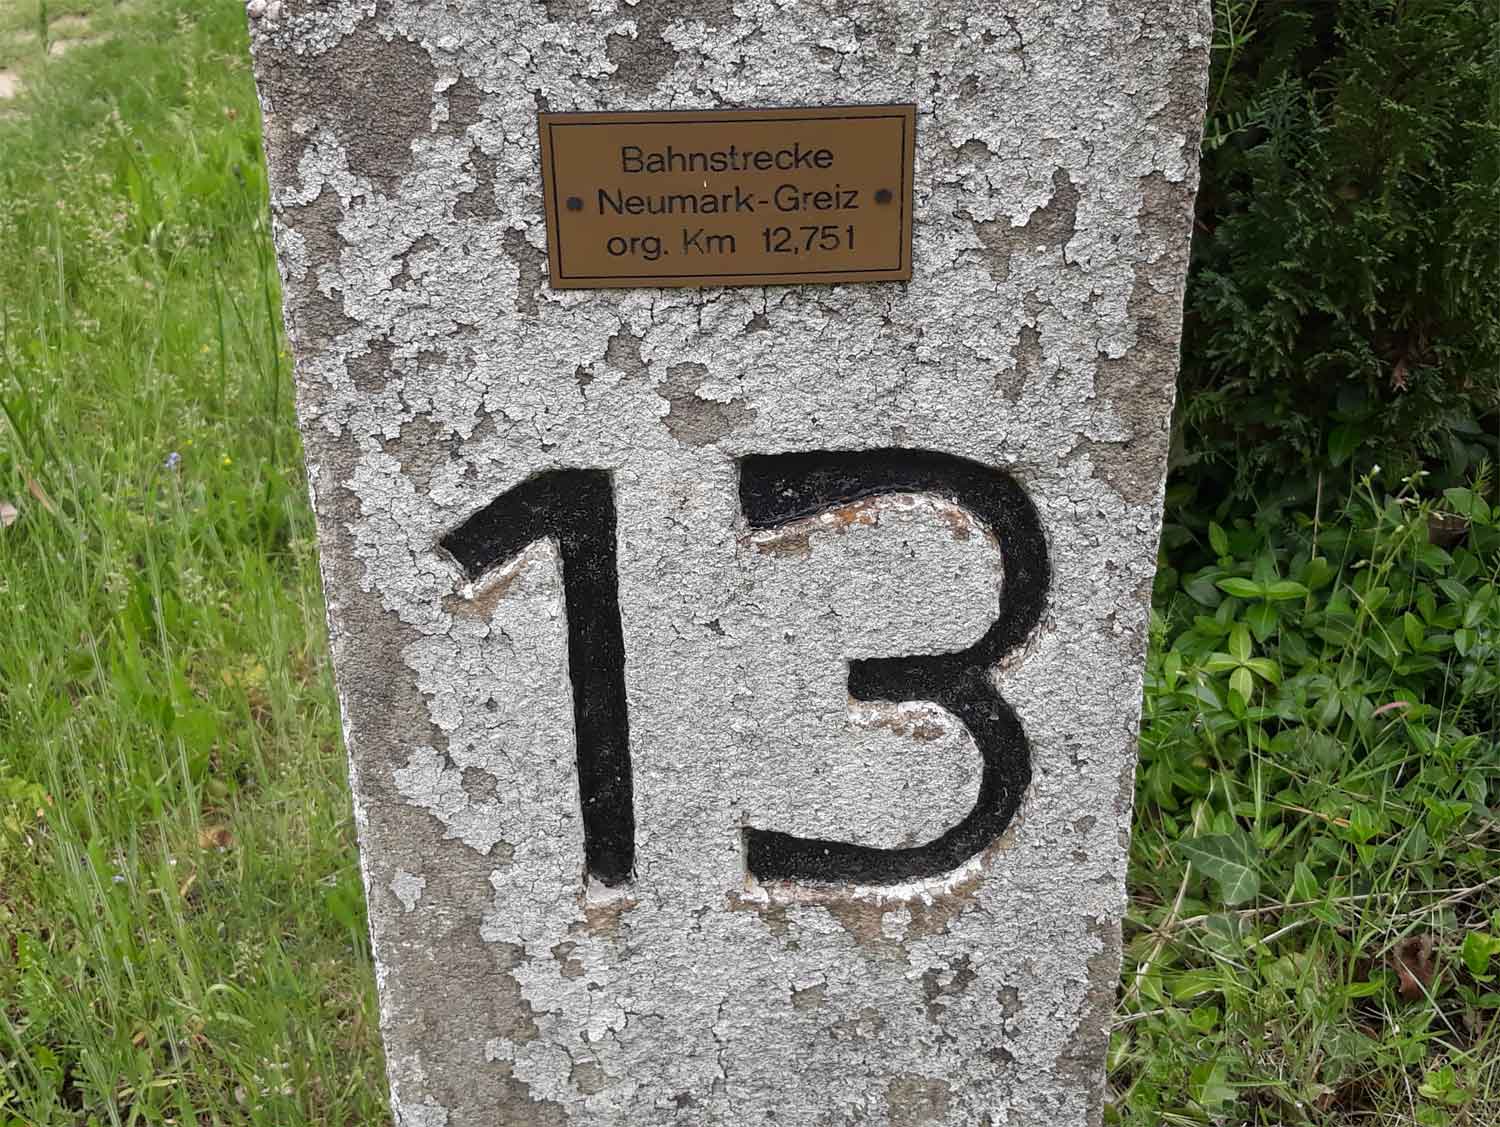 Bahnstrecke
Neumark-Greiz
org. Km 12,751
13